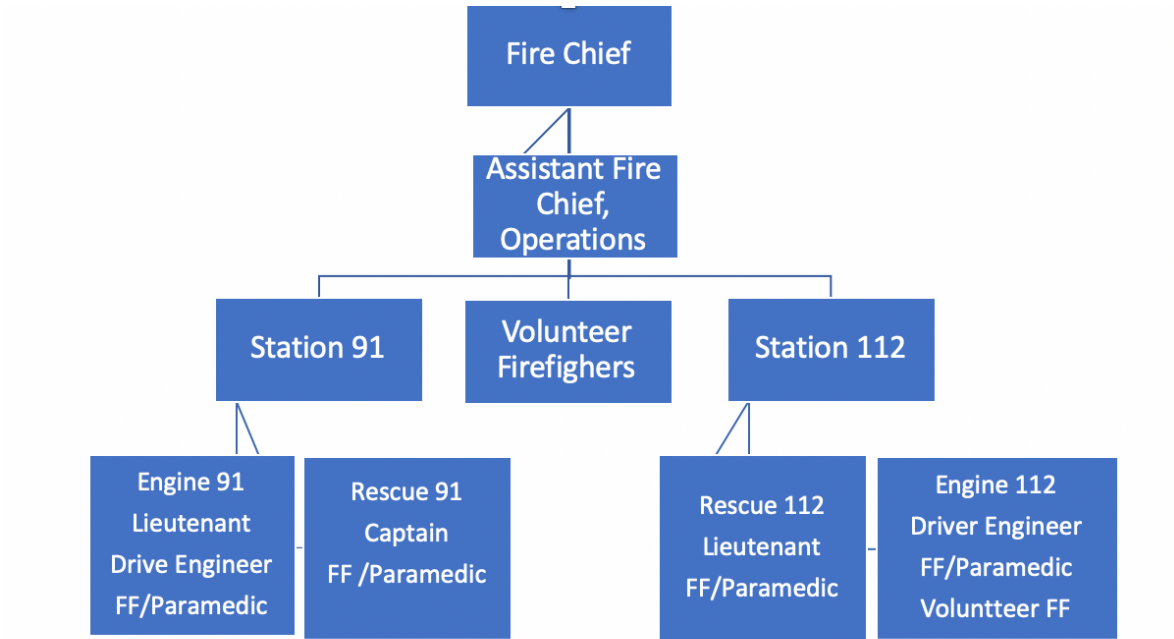 Fire Chief
Assistant Fire
Chief,
Operations
Station 91
Volunteer
Firefighers
Station 112
Engine 91
Lieutenant
Drive Engineer
FF/Paramedic
Rescue 91
Captain
FF /Paramedic
Rescue 112
Lieutenant
FF/Paramedic
Engine 112
Driver Engineer
FF/Paramedic
Voluntteer FF